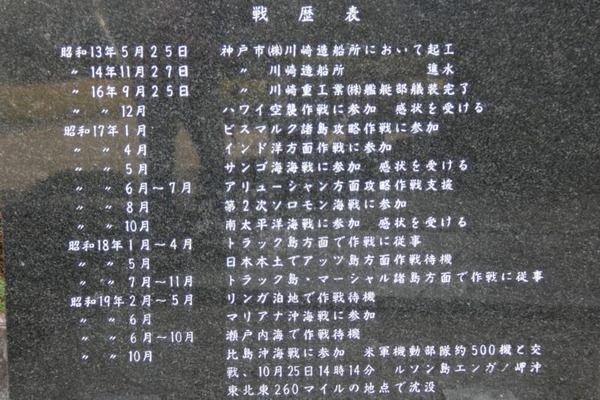 戦歴表
昭和13年5月25日 神戸市㈱川崎造船所において起工
〃 14年11月27日 〃 川崎造船所 進水
〃 16年9月25日 〃 川崎重工業㈱艦艇部艤装完了
〃 〃 12月 ハワイ空襲作戦に参加 感状を受ける
昭和17年1月 ビスマルク諸島攻略作戦に参加
〃 〃 4月 インド洋方面作戦に参加
〃 〃 5月 サンゴ海海戦に参加 感状を受ける
〃 〃 6月～7月 アリューシャン方面攻略作戦支援
〃 〃 8月 第2次ソロモン海戦に参加
〃 〃 10月 南太平洋海戦に参加 感状を受ける
昭和18年1月～4月 トラック島方面で作戦に従事
〃 〃 5月 日本本土でアッツ島方面作戦待機
〃 〃 7月～11月 トラック島・マーシャル諸島方面で作戦に従事
昭和19年2月～5月 リンガ泊地で作戦待機
〃 〃 6月 マリアナ沖海戦に参加
〃 〃 6月～10月 瀬戸内海で作戦待機
〃 〃 10月 比島沖海戦に参加 米軍機動部隊約500機と交
戦、10月25日14時14分 ルソン島エンガノ岬沖
東北東260マイルの地点で沈没